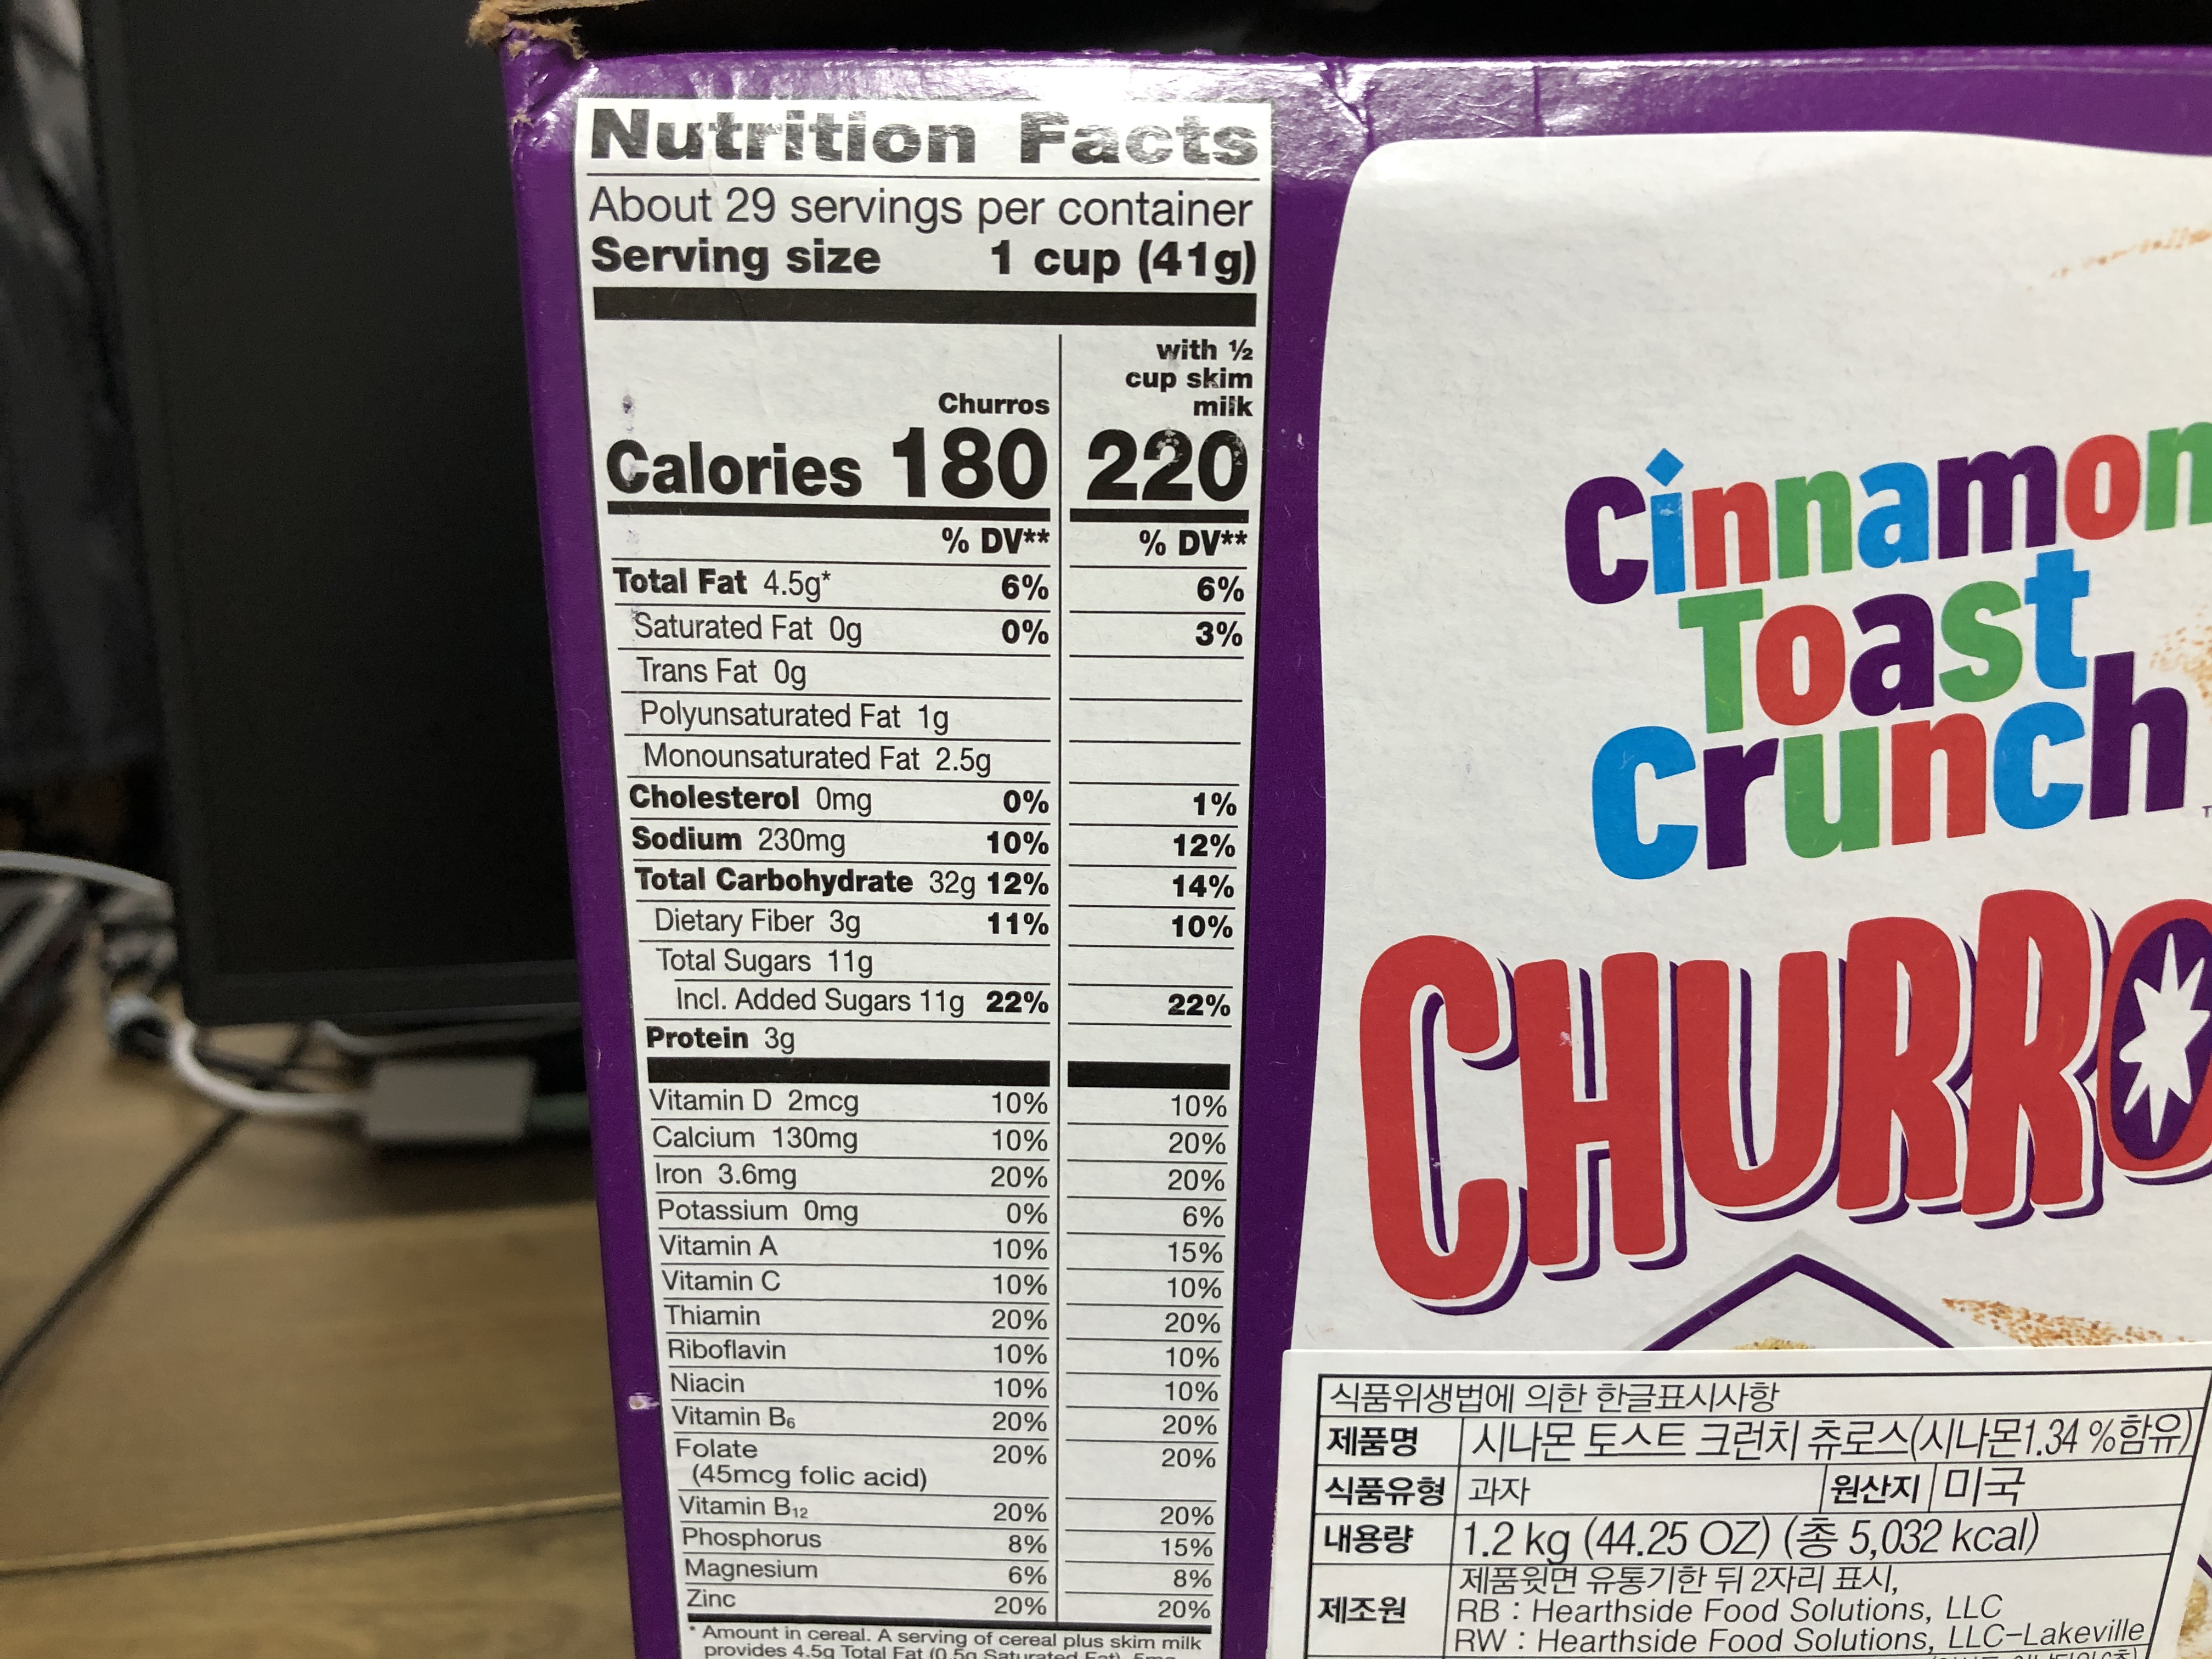 Nutrition Facts
About 29 servings per container
Serving size 1 cup (41g)
Churros
with ½
cup skim
milk
Calories 180 220
% DV** % DV**
Total Fat 4.5g* 6% 6%
Saturated Fat 0g 0% 3%
Trans Fat 0g
Polyunsaturated Fat 1g
Monounsaturated Fat 2.5g
Cholesterol 0mg 0% 1%
Sodium 230mg 10% 12%
Total Carbohydrate 32g 12% 14%
Dietary Fiber 3g 11% 10%
Total Sugars 11g
Incl. Added Sugars 11g 22% 22%
Protein 3g
Vitamin D 2mcg 10% 10%
Calcium 130mg 10% 20%
Iron 3.6mg 20% 20%
Potassium 0mg 0% 6%
Vitamin A 10% 15%
Vitamin C 10% 10%
Thiamin 20% 20%
Riboflavin 10% 10%
Niacin 10% 10%
Vitamin B₆ 20% 20%
Folate 20% 20%
(45mcg folic acid)
Vitamin B₁₂ 20% 20%
Phosphorus 8% 15%
Magnesium 6% 8%
Zinc 20% 20%
* Amount in cereal. A serving of cereal plus skim milk
provides 4.5g Total Fat (0.5g Saturated Fat), 5mg
Cinnamon
Toast
Crunch
CHURRO
식품위생법에 의한 한글표시사항
제품명 시나몬 토스트 크런치 츄로스(시나몬1.34 %함유)
식품유형 과자 원산지 미국
내용량 1.2 kg (44.25 OZ) (총 5,032 kcal)
제조원 제품윗면 유통기한 뒤 2자리 표시,
RB : Hearthside Food Solutions, LLC
RW : Hearthside Food Solutions, LLC-Lakeville